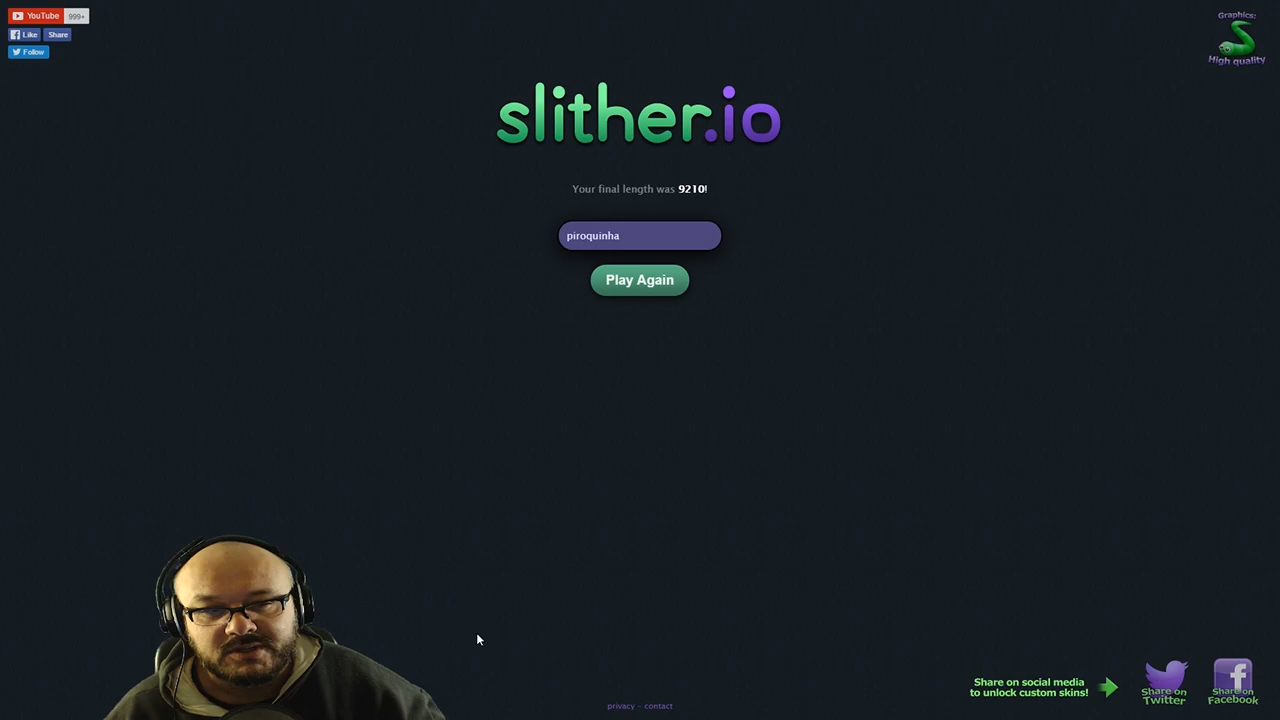 YouTube 999+
Like Share
Follow
Graphics:
High quality
slither.io
Your final length was 9210!
piroquinha
Play Again
Share on social media
to unlock custom skins!
Share on
Twitter
Share on
Facebook
privacy - contact